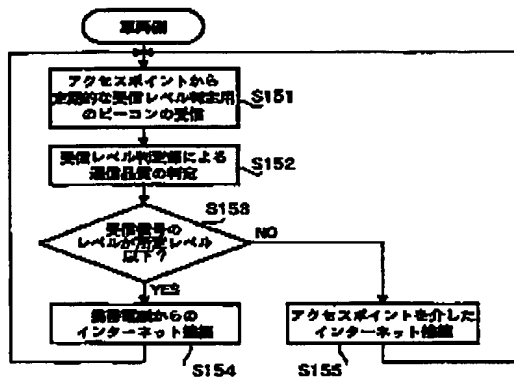 車両側
アクセスポイントから
定期的な受信レベル判定用
のビーコンの受信
S151
受信レベル判定部による
通信品質の判定
S152
受信信号の
レベルが所定レベル
以下?
S153
NO
YES
携帯電話からの
インターネット接続
S154
アクセスポイントを介した
インターネット接続
S155